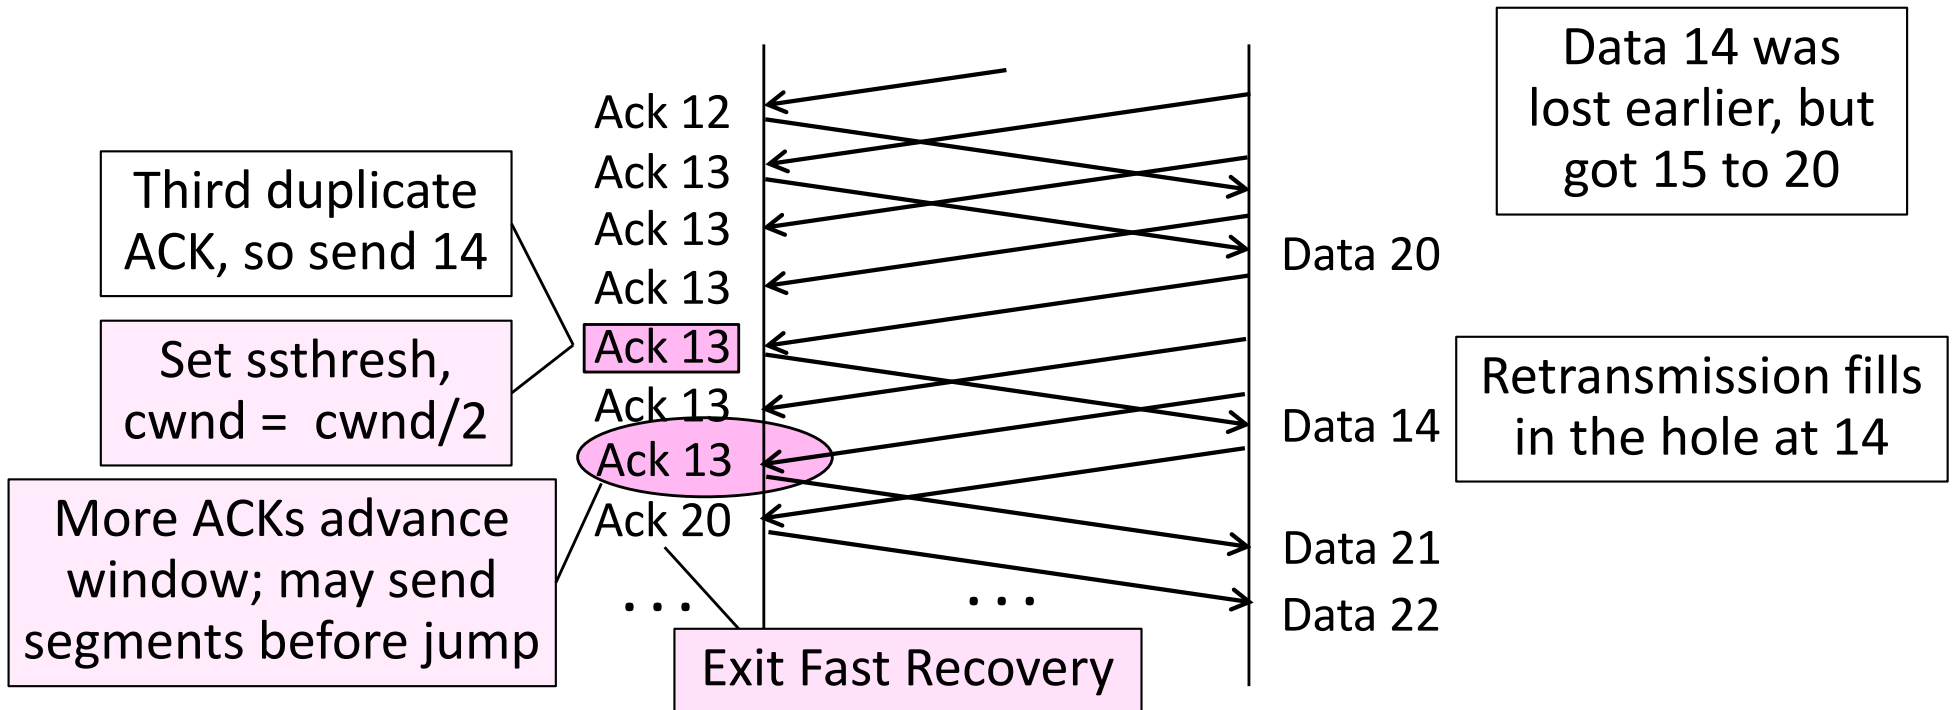 Data 14 was
lost earlier, but
got 15 to 20
Third duplicate
ACK, so send 14
Set ssthresh,
cwnd =  cwnd/2
More ACKs advance
window; may send
segments before jump
Ack 12
Ack 13
Ack 13
Ack 13
Ack 13
Ack 13
Ack 13
Ack 20
. . .
. . .
Exit Fast Recovery
Data 20
Data 14
Data 21
Data 22
Retransmission fills
in the hole at 14